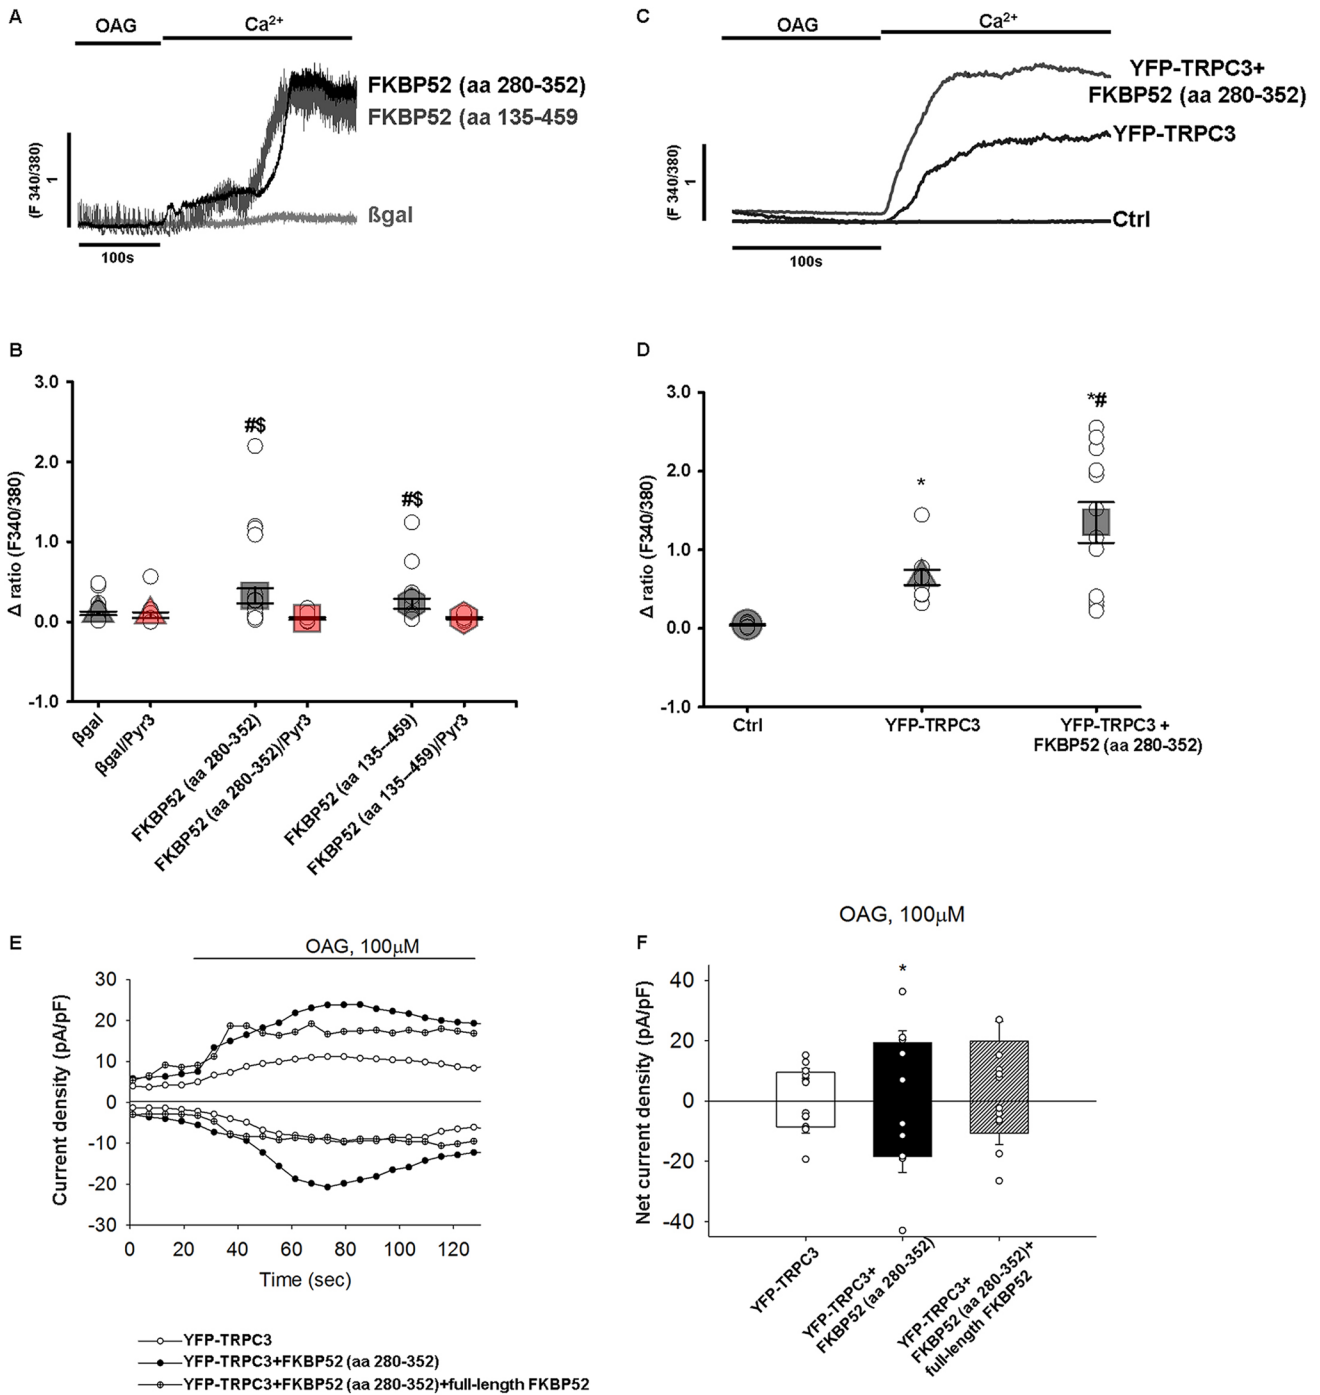 A
OAG
Ca2+
FKBP52 (aa 280-352)
FKBP52 (aa 135-459
(F 340/380)
1
ßgal
100s
C
OAG
Ca2+
YFP-TRPC3+
FKBP52 (aa 280-352)
YFP-TRPC3
(F 340/380)
1
Ctrl
100s
B
3.0
2.0
1.0
0.0
-1.0
Δ ratio (F340/380)
#$
#$
βgal
βgal/Pyr3
FKBP52 (aa 280-352)
FKBP52 (aa 280-352)/Pyr3
FKBP52 (aa 135--459)
FKBP52 (aa 135--459)/Pyr3
D
3.0
2.0
1.0
0.0
-1.0
Δ ratio (F340/380)
*
*#
Ctrl
YFP-TRPC3
YFP-TRPC3 +
FKBP52 (aa 280-352)
E
OAG, 100µM
30
20
10
0
-10
-20
-30
Current density (pA/pF)
0 20 40 60 80 100 120
Time (sec)
YFP-TRPC3
YFP-TRPC3+FKBP52 (aa 280-352)
YFP-TRPC3+FKBP52 (aa 280-352)+full-length FKBP52
F
OAG, 100µM
40
20
0
-20
-40
Net current density (pA/pF)
*
YFP-TRPC3
YFP-TRPC3+
FKBP52 (aa 280-352)
YFP-TRPC3+
FKBP52 (aa 280-352)+
full-length FKBP52